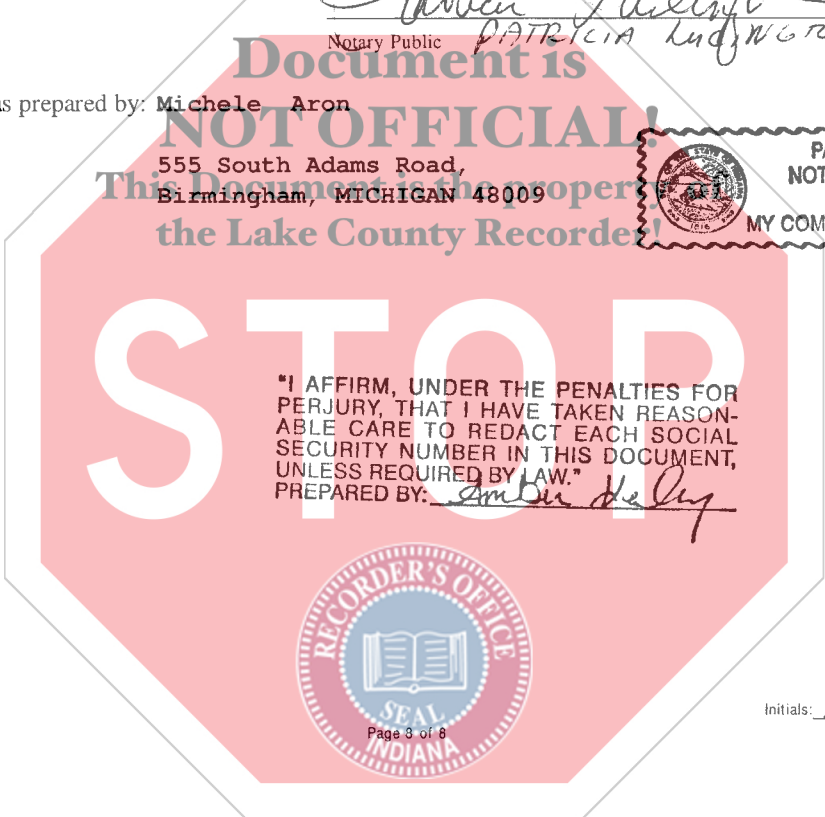 Notary Public PATRICIA
Document is
s prepared by: Michele Aron
NOT OFFICIAL!
555 South Adams Road,
This Document is the property
Birmingham, MICHIGAN 48009
the Lake County Recorder!
PA
NOT
MY COM
STOP
"I AFFIRM, UNDER THE PENALTIES FOR
PERJURY, THAT I HAVE TAKEN REASON-
ABLE CARE TO REDACT EACH SOCIAL
SECURITY NUMBER IN THIS DOCUMENT,
UNLESS REQUIRED BY LAW."
PREPARED BY: Amber
RECORDER'S OFFICE
SEAL
Page 8 of 8
INDIANA
Initials: